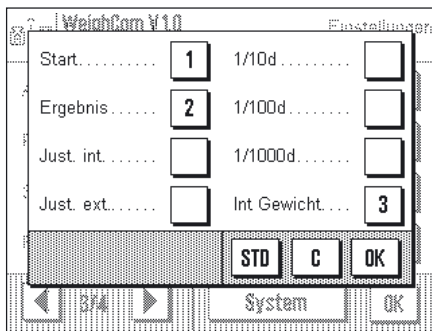 WeighCom V1.0 Einstellungen
Start.......... 1 1/10d........
Ergebnis...... 2 1/100d.......
Just. int....... 1/1000d........
Just. ext....... Int Gewicht.... 3
STD C OK
3/4 System OK